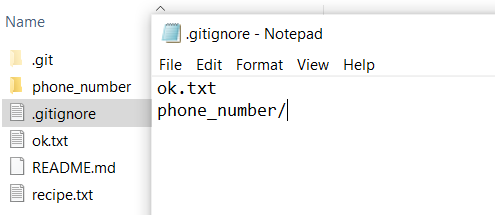 Name
.git
phone_number
.gitignore
ok.txt
README.md
recipe.txt
.gitignore - Notepad
File Edit Format View Help
ok.txt
phone_number/